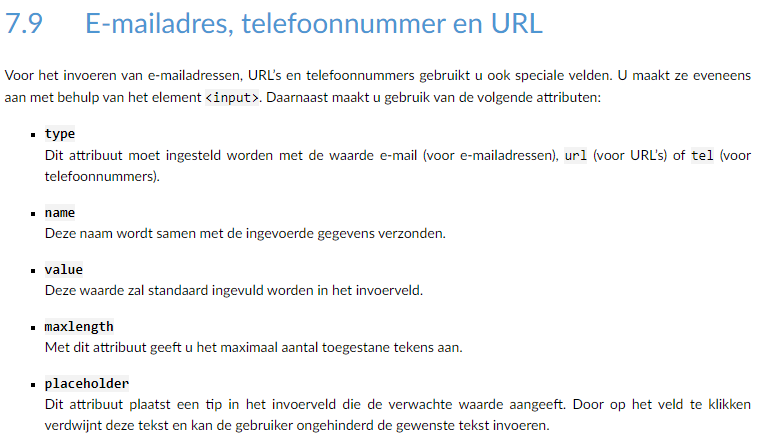 7.9 E-mailadres, telefoonnummer en URL
Voor het invoeren van e-mailadressen, URL's en telefoonnummers gebruikt u ook speciale velden. U maakt ze eveneens
aan met behulp van het element <input>. Daarnaast maakt u gebruik van de volgende attributen:
▪ type
Dit attribuut moet ingesteld worden met de waarde e-mail (voor e-mailadressen), url (voor URL's) of tel (voor
telefoonnummers).
▪ name
Deze naam wordt samen met de ingevoerde gegevens verzonden.
▪ value
Deze waarde zal standaard ingevuld worden in het invoerveld.
▪ maxlength
Met dit attribuut geeft u het maximaal aantal toegestane tekens aan.
▪ placeholder
Dit attribuut plaatst een tip in het invoerveld die de verwachte waarde aangeeft. Door op het veld te klikken
verdwijnt deze tekst en kan de gebruiker ongehinderd de gewenste tekst invoeren.